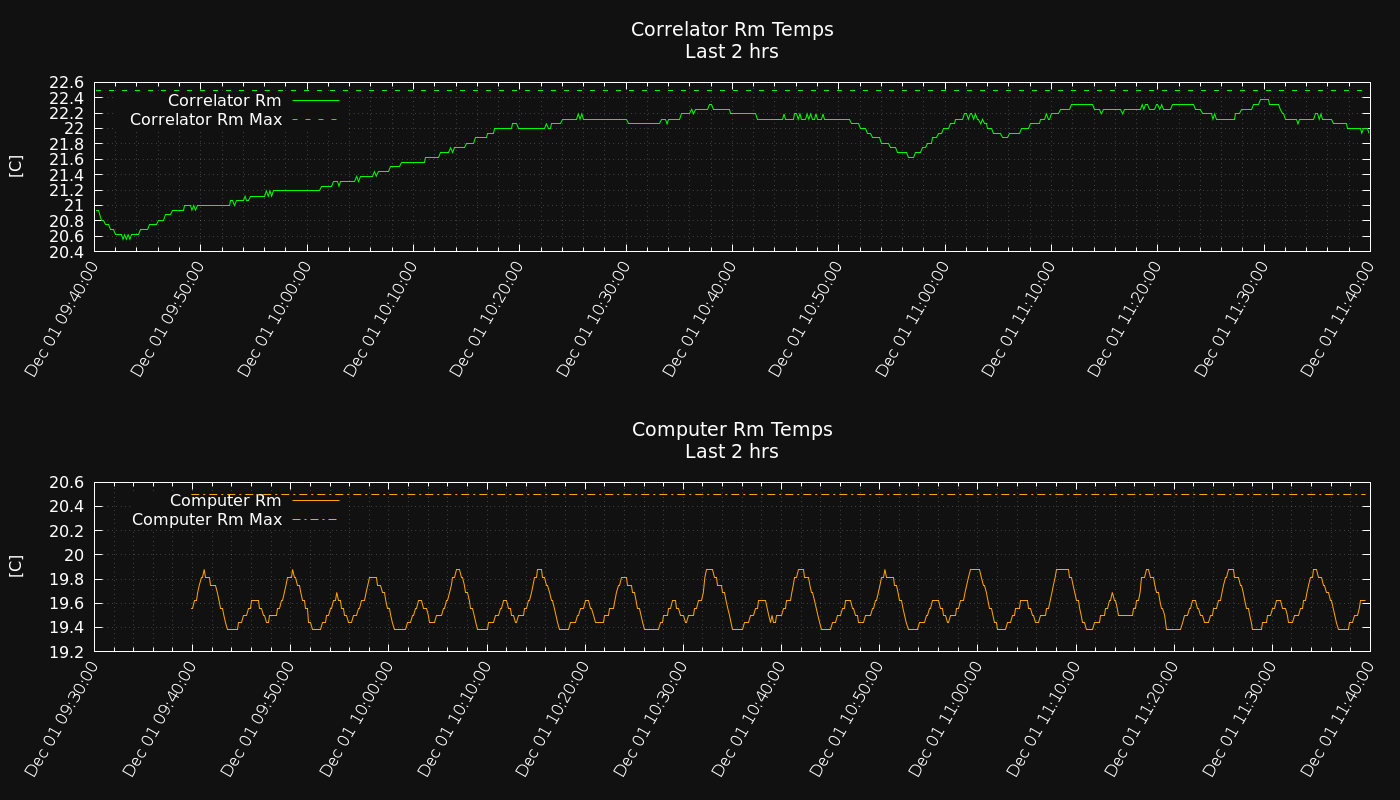 Correlator Rm Temps
Last 2 hrs
22.6
22.4
22.2
22
21.8
21.6
21.4
21.2
21
20.8
20.6
20.4
[C]
Correlator Rm
Correlator Rm Max
Dec 01 09:40:00
Dec 01 09:50:00
Dec 01 10:00:00
Dec 01 10:10:00
Dec 01 10:20:00
Dec 01 10:30:00
Dec 01 10:40:00
Dec 01 10:50:00
Dec 01 11:00:00
Dec 01 11:10:00
Dec 01 11:20:00
Dec 01 11:30:00
Dec 01 11:40:00
Computer Rm Temps
Last 2 hrs
20.6
20.4
20.2
20
19.8
19.6
19.4
19.2
[C]
Computer Rm
Computer Rm Max
Dec 01 09:30:00
Dec 01 09:40:00
Dec 01 09:50:00
Dec 01 10:00:00
Dec 01 10:10:00
Dec 01 10:20:00
Dec 01 10:30:00
Dec 01 10:40:00
Dec 01 10:50:00
Dec 01 11:00:00
Dec 01 11:10:00
Dec 01 11:20:00
Dec 01 11:30:00
Dec 01 11:40:00